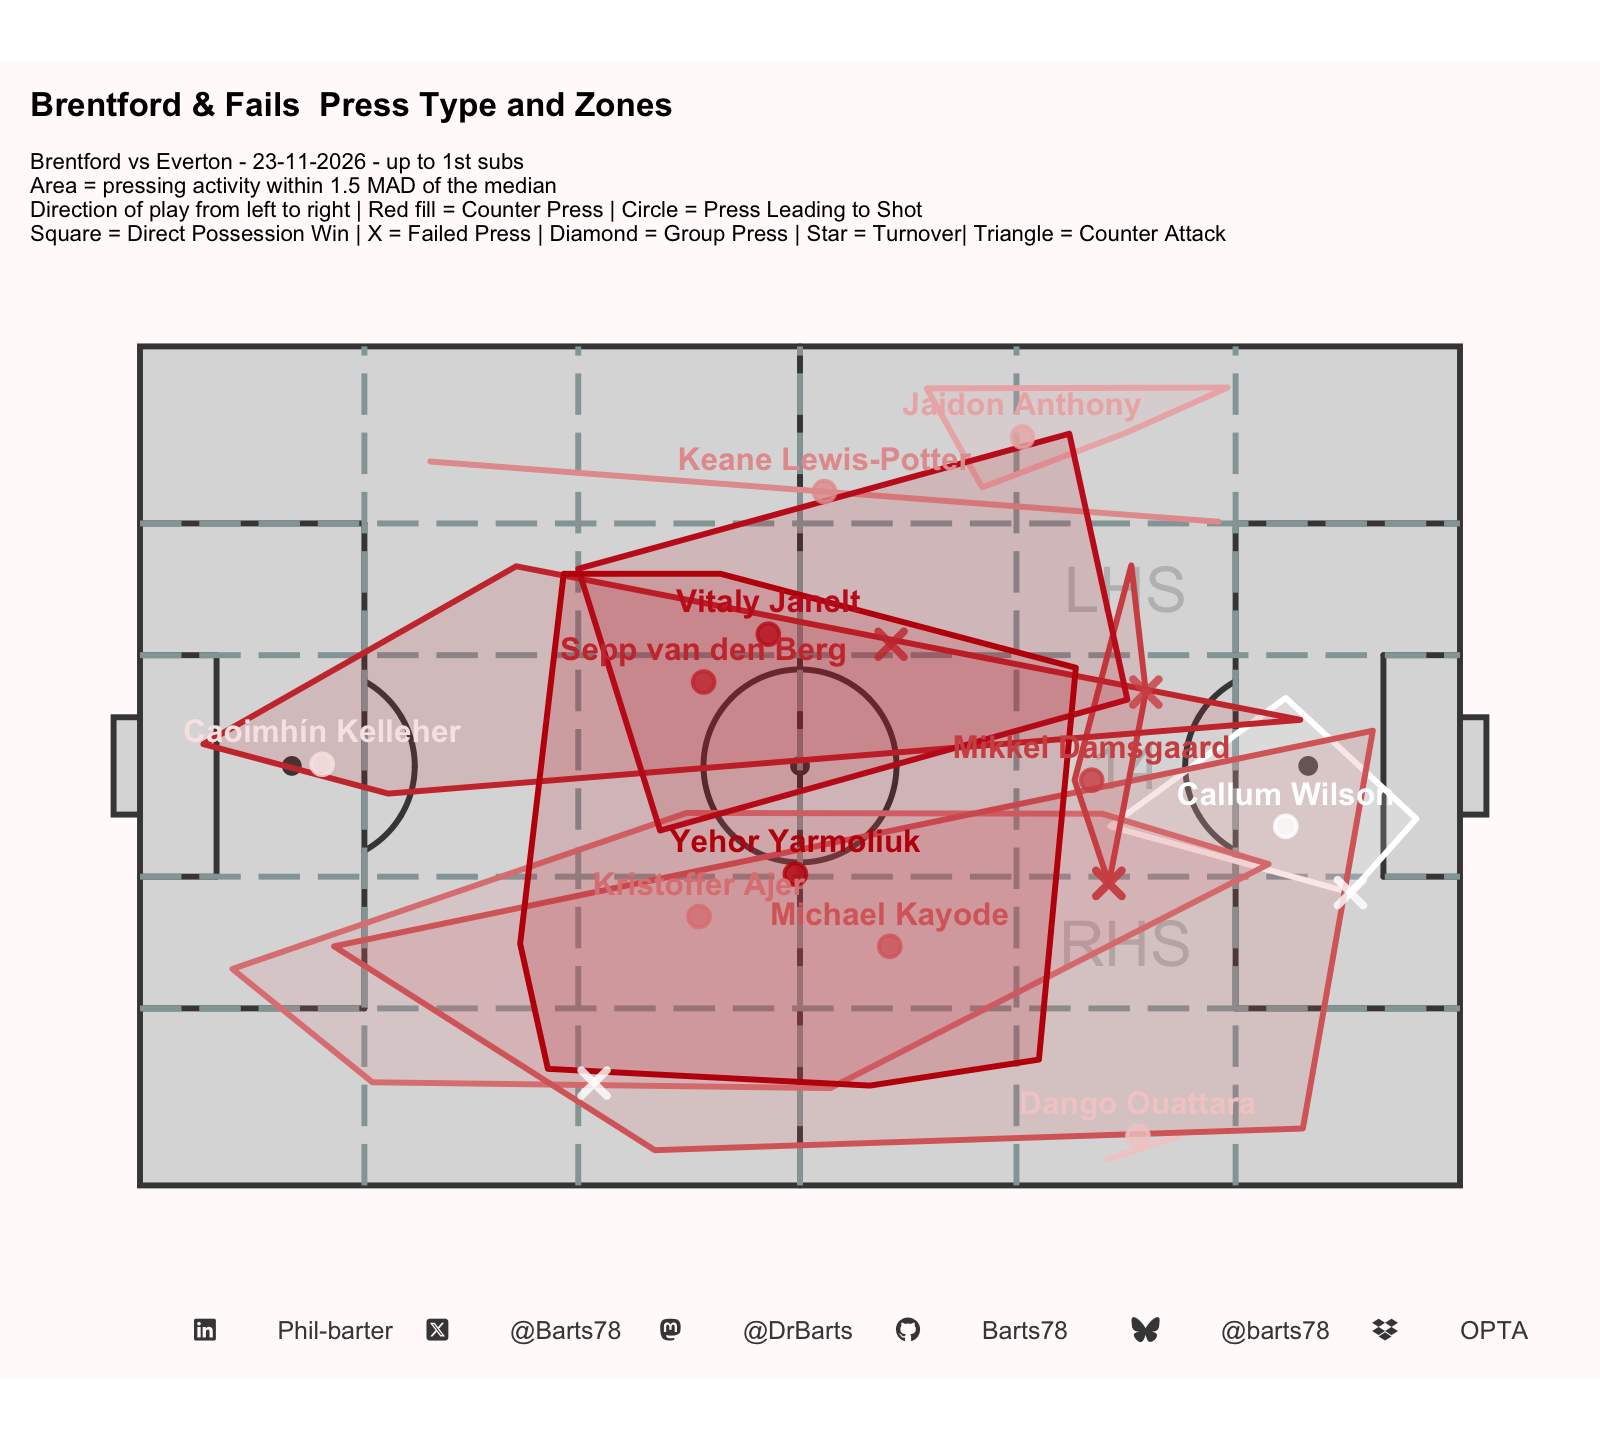 Brentford & Fails  Press Type and Zones
Brentford vs Everton - 23-11-2026 - up to 1st subs
Area = pressing activity within 1.5 MAD of the median
Direction of play from left to right | Red fill = Counter Press | Circle = Press Leading to Shot
Square = Direct Possession Win | X = Failed Press | Diamond = Group Press | Star = Turnover| Triangle = Counter Attack
Jaidon Anthony
Keane Lewis-Potter
LHS
Vitaly Janelt
Sepp van den Berg
Caoimhín Kelleher
Mikkel Damsgaard
Callum Wilson
Yehor Yarmoliuk
Kristoffer Ajer
Michael Kayode
RHS
Dango Ouattara
Phil-barter
@Barts78
@DrBarts
Barts78
@barts78
OPTA